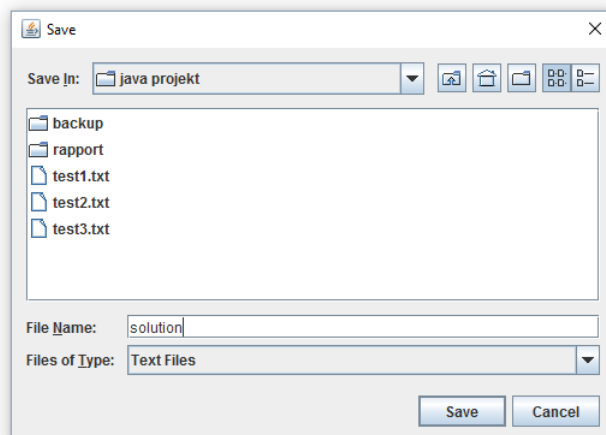 Save
Save In: java projekt
backup
rapport
test1.txt
test2.txt
test3.txt
File Name: solution
Files of Type: Text Files
Save Cancel